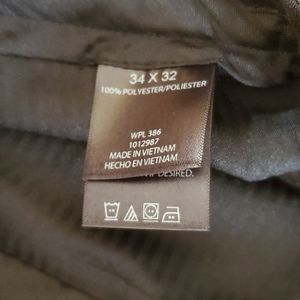 34 X 32
100% POLYESTER/POLIESTER
WPL 386
1012987
MADE IN VIETNAM
HECHO EN VIETNAM
DESIRED.